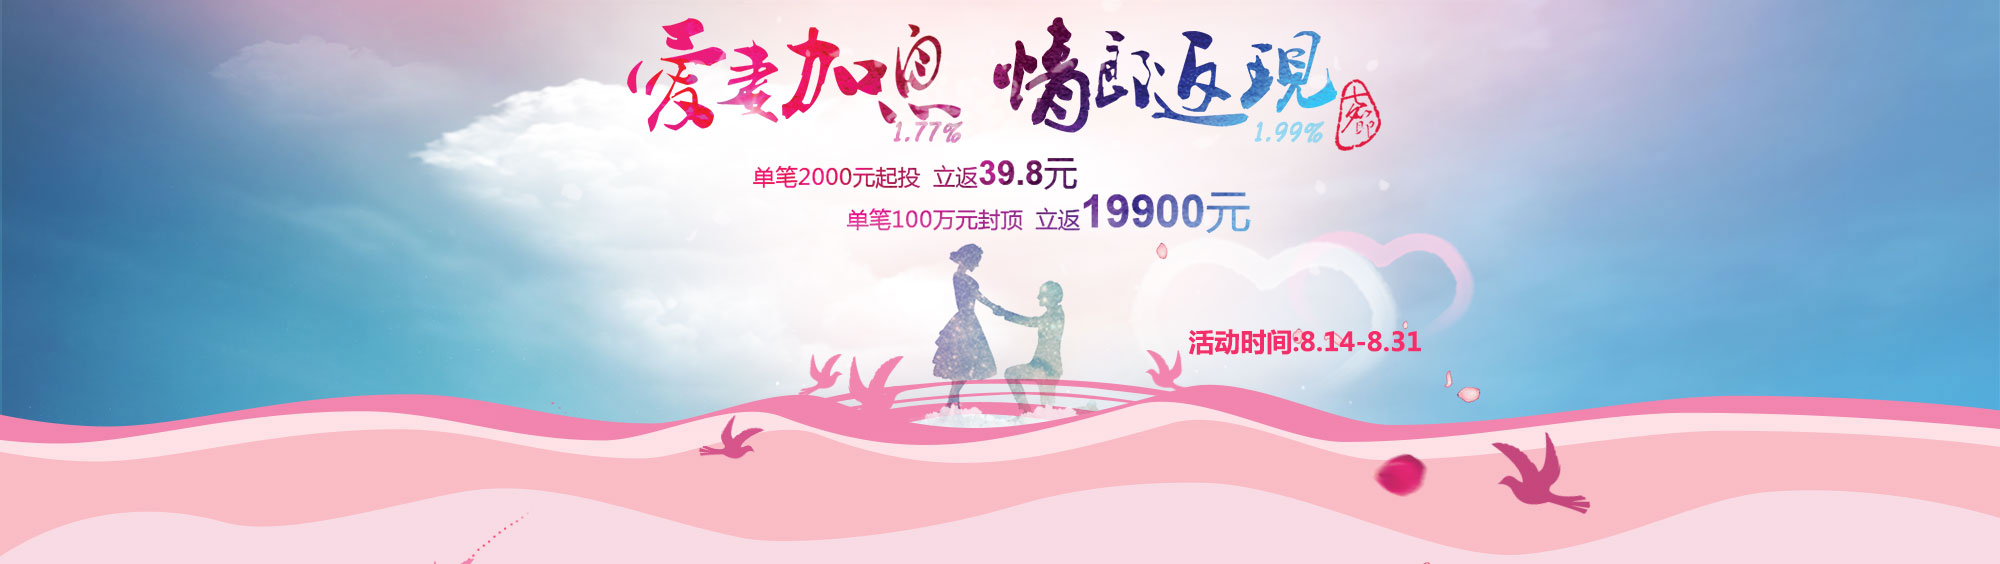 爱妻加息 情郎返现
1.77% 1.99%
单笔2000元起投 立返39.8元
单笔100万元封顶 立返19900元
活动时间:8.14-8.31